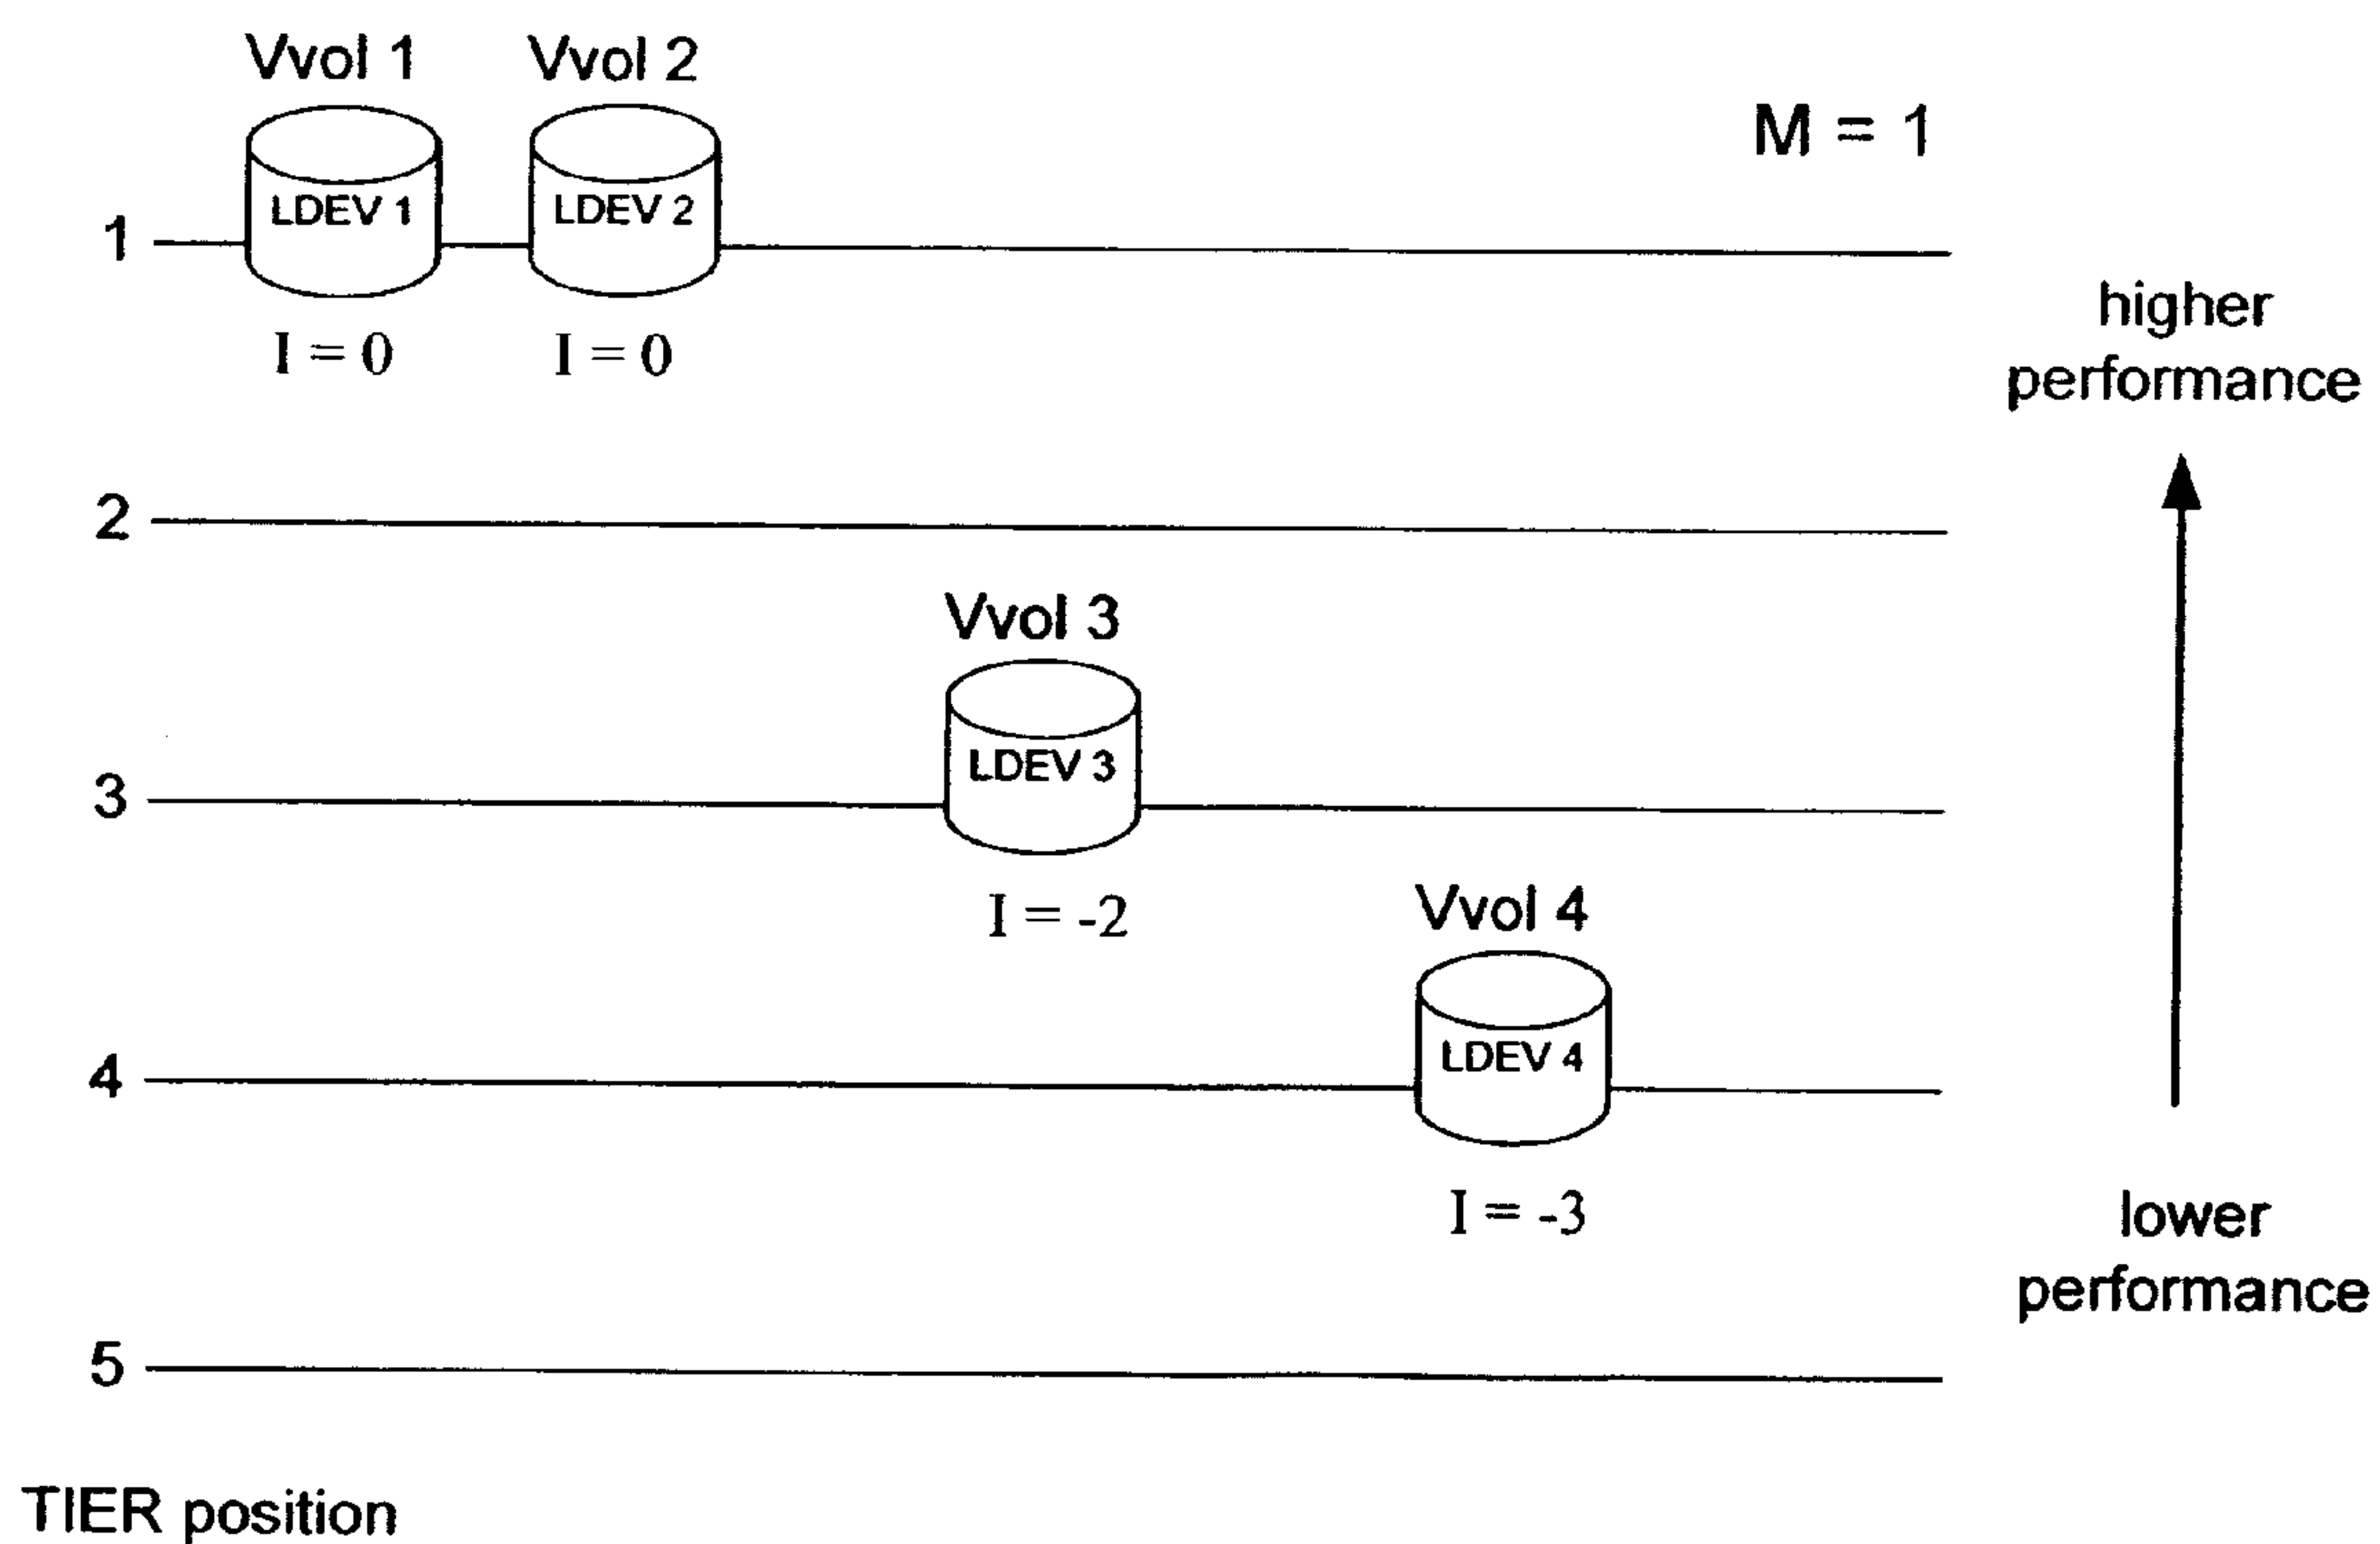 Vvol 1
Vvol 2
M = 1
LDEV 1
LDEV 2
1
I = 0
I = 0
higher
performance
2
Vvol 3
LDEV 3
3
I = -2
Vvol 4
LDEV 4
4
I = -3
lower
performance
5
TIER position